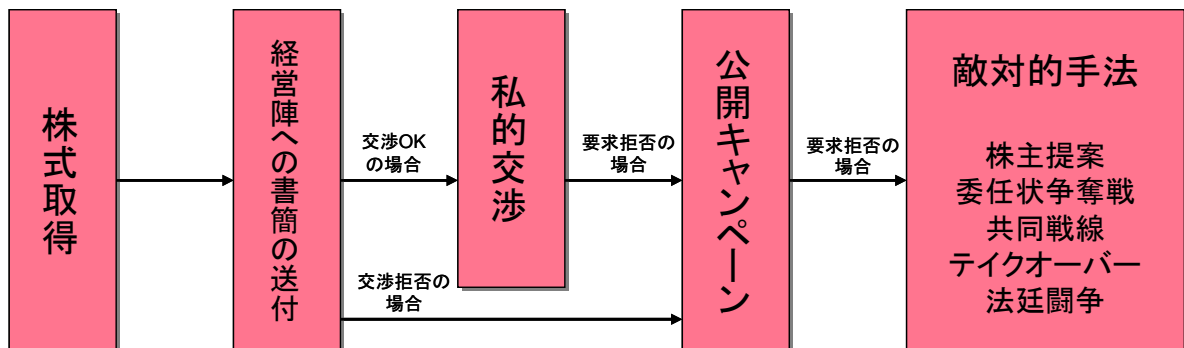 株式取得
経営陣への書簡の送付
交渉OK
の場合
交渉拒否の
場合
私的交渉
要求拒否の
場合
公開キャンペーン
要求拒否の
場合
敵対的手法
株主提案
委任状争奪戦
共同戦線
テイクオーバー
法廷闘争